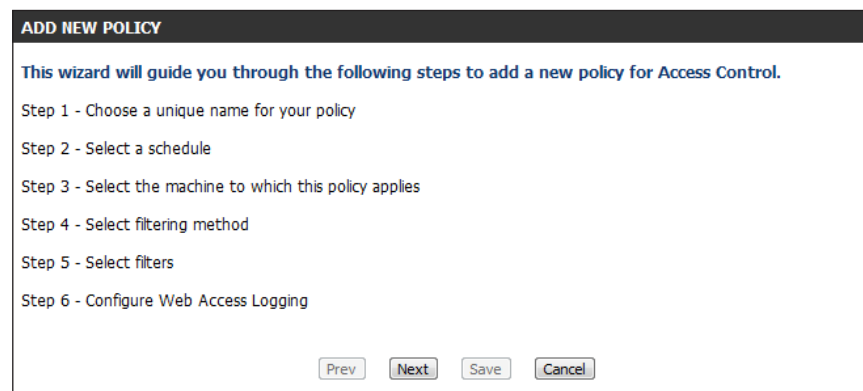 ADD NEW POLICY
This wizard will guide you through the following steps to add a new policy for Access Control.
Step 1 - Choose a unique name for your policy
Step 2 - Select a schedule
Step 3 - Select the machine to which this policy applies
Step 4 - Select filtering method
Step 5 - Select filters
Step 6 - Configure Web Access Logging
Prev Next Save Cancel